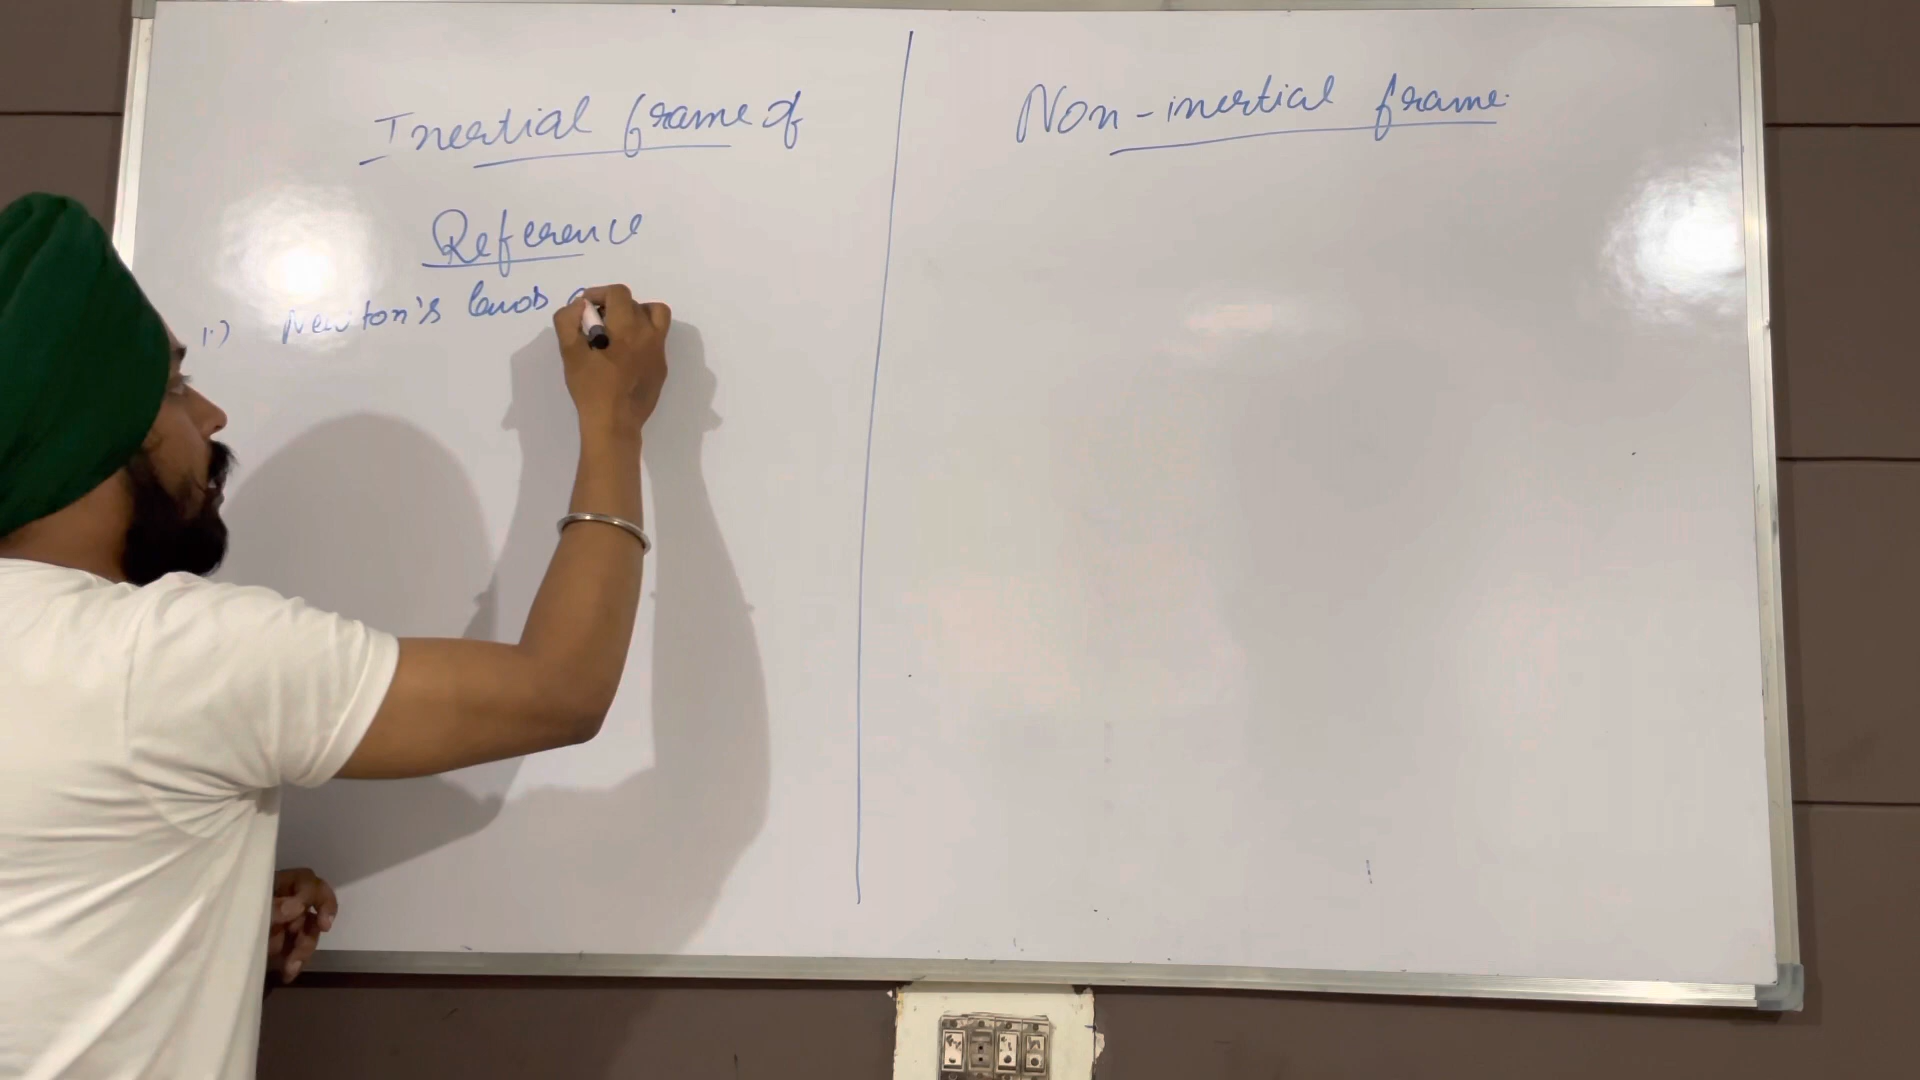 Inertial frame of
Reference
1.) Newton's laws
Non-inertial frame.